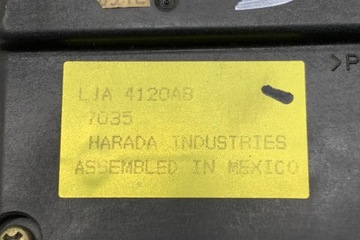 LJA 4120AB
7035
HARADA INDUSTRIES
ASSEMBLED IN MEXICO
>P